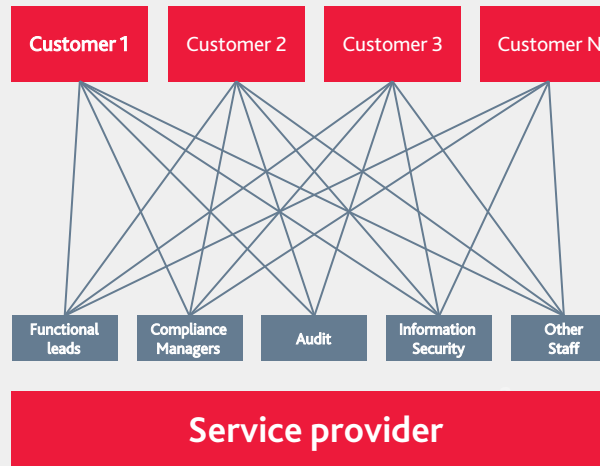 Customer 1
Customer 2
Customer 3
Customer N
Functional
leads
Compliance
Managers
Audit
Information
Security
Other
Staff
Service provider